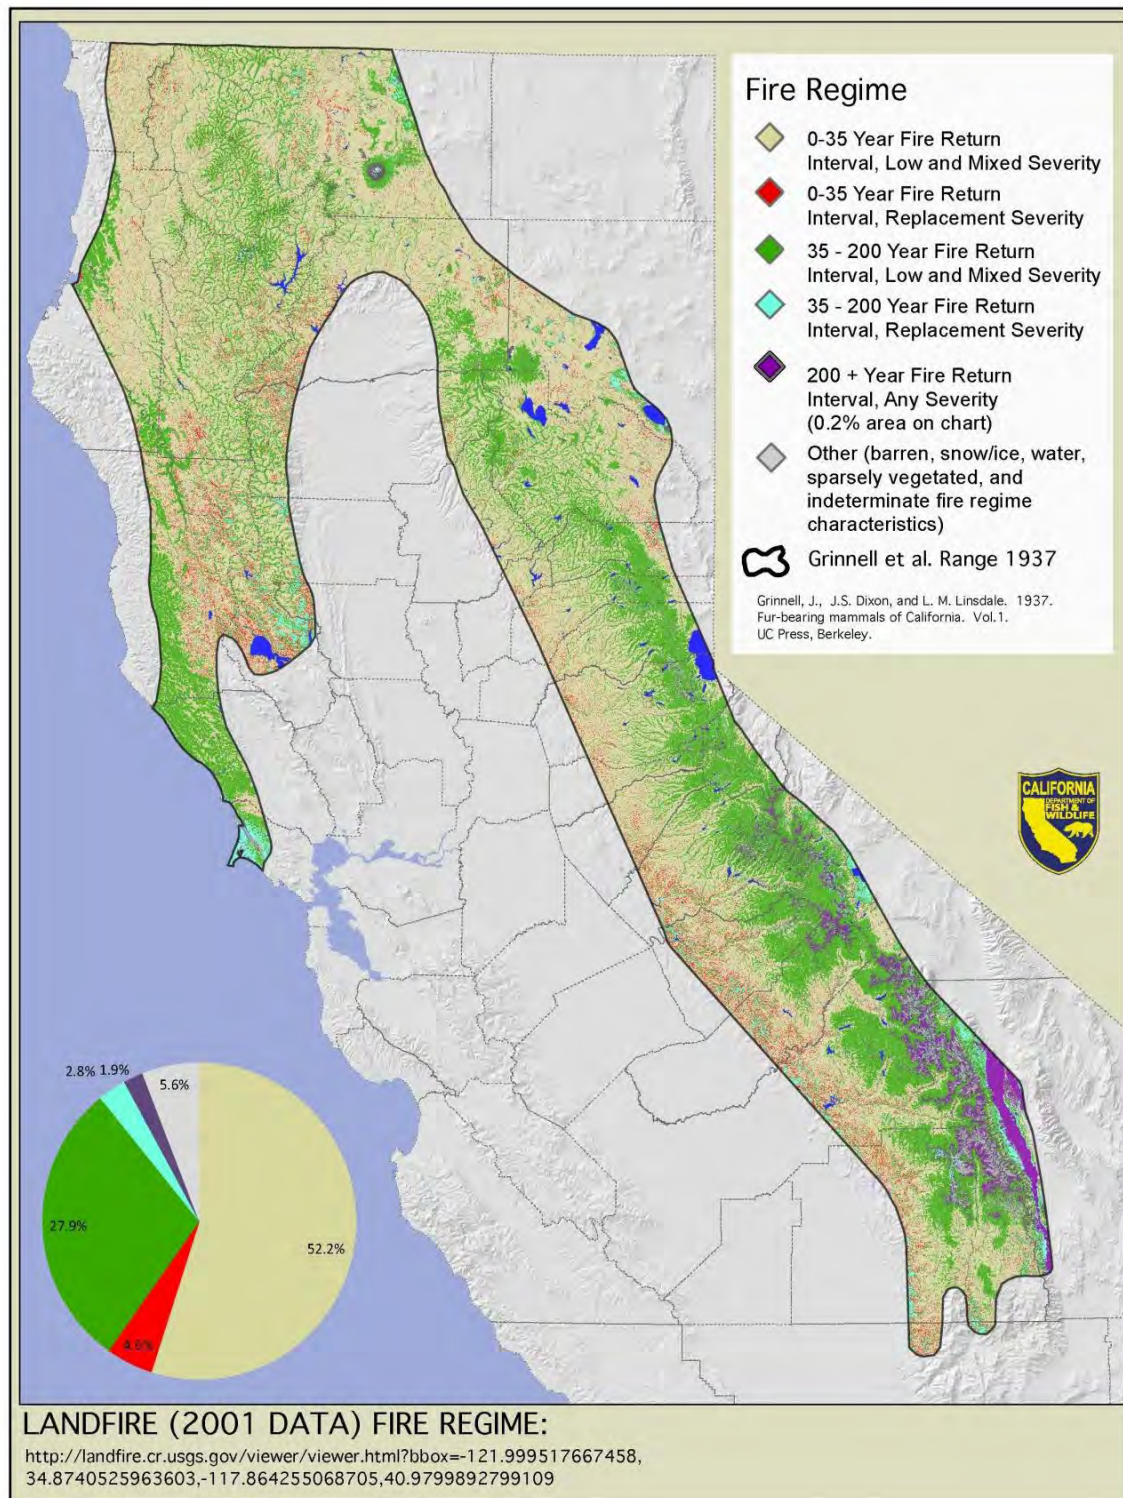 Fire Regime
0-35 Year Fire Return
Interval, Low and Mixed Severity
0-35 Year Fire Return
Interval, Replacement Severity
35 - 200 Year Fire Return
Interval, Low and Mixed Severity
35 - 200 Year Fire Return
Interval, Replacement Severity
200 + Year Fire Return
Interval, Any Severity
(0.2% area on chart)
Other (barren, snow/ice, water,
sparsely vegetated, and
indeterminate fire regime
characteristics)
Grinnell et al. Range 1937
Grinnell, J., J.S. Dixon, and L. M. Linsdale. 1937.
Fur-bearing mammals of California. Vol.1.
UC Press, Berkeley.
CALIFORNIA
DEPARTMENT OF
FISH &
WILDLIFE
2.8% 1.9%
5.6%
27.9%
52.2%
4.6%
LANDFIRE (2001 DATA) FIRE REGIME:
http://landfire.cr.usgs.gov/viewer/viewer.html?bbox=-121.999517667458,
34.8740525963603,-117.864255068705,40.9799892799109